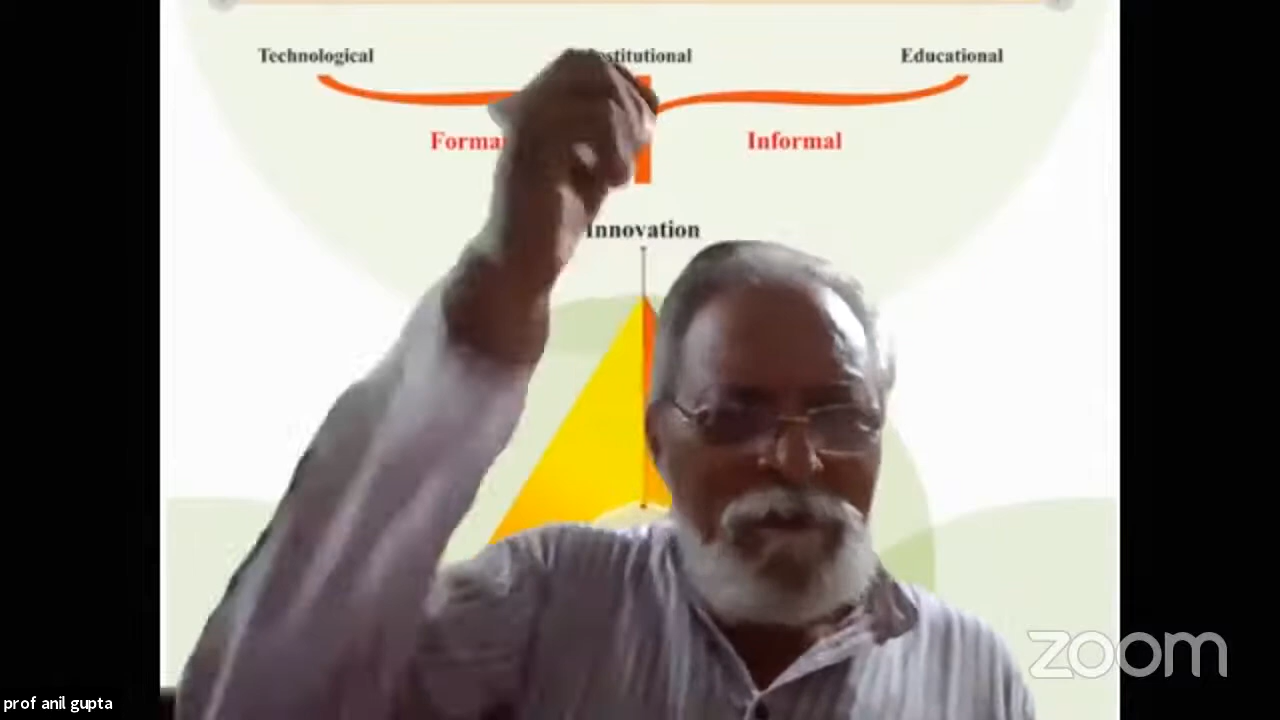 Technological
Educational
Informal
Innovation
zoom
prof anil gupta